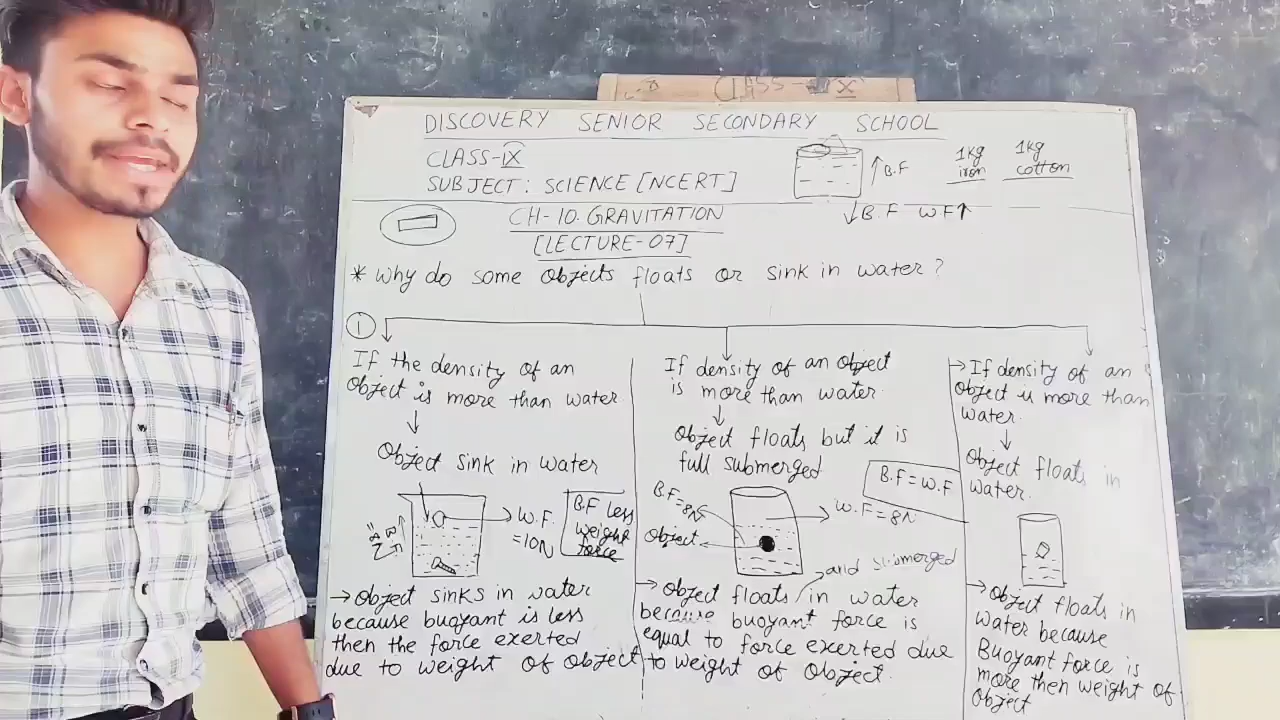 CLASS-IX
DISCOVERY SENIOR SECONDARY SCHOOL
CLASS-IX
SUBJECT: SCIENCE [NCERT]
↑B.F
1kg iron
1kg cotton
↓B.F W.F↑
CH-10. GRAVITATION
[LECTURE-07]
* Why do some objects floats or sink in water?
①
If the density of an
object is more than water.
↓
Object sink in water
W.F.
=10N
B.F
=8N
B.F less
weight
force
→ Object sinks in water
because buoyant is less
then the force exerted
due to weight of object
If density of an object
is more than water.
↓
Object floats but it is
full submerged
B.F=8N
Object
B.F=W.F
W.F=8N
and submerged
→ Object floats/in water
because buoyant force is
equal to force exerted due
to weight of object.
→ If density of an
object is more than
water.
↓
Object floats in
water.
→ Object floats in
water because
Buoyant force is
more then weight of
object